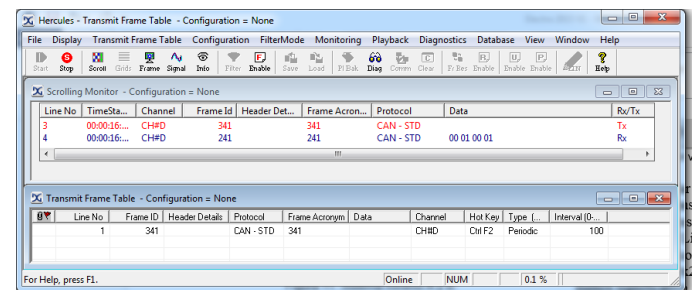 Hercules - Transmit Frame Table - Configuration = None
File Display Transmit Frame Table Configuration FilterMode Monitoring Playback Diagnostics Database View Window Help
Start Stop Scroll Grids Frame Signal Info Filter Enable Save Load Pl Bak Diag Comm Clear Fr Res Enable Enable Enable Help
Scrolling Monitor - Configuration = None
Line No TimeSta... Channel Frame Id Header Det... Frame Acron... Protocol Data Rx/Tx
3 00:00:16:... CH#D 341 341 CAN - STD Tx
4 00:00:16:... CH#D 241 241 CAN - STD 00 01 00 01 Rx
Transmit Frame Table - Configuration = None
Line No Frame ID Header Details Protocol Frame Acronym Data Channel Hot Key Type (... Interval (0-...
1 341 CAN - STD 341 CH#D Ctrl F2 Periodic 100
For Help, press F1. Online NUM 0.1 %